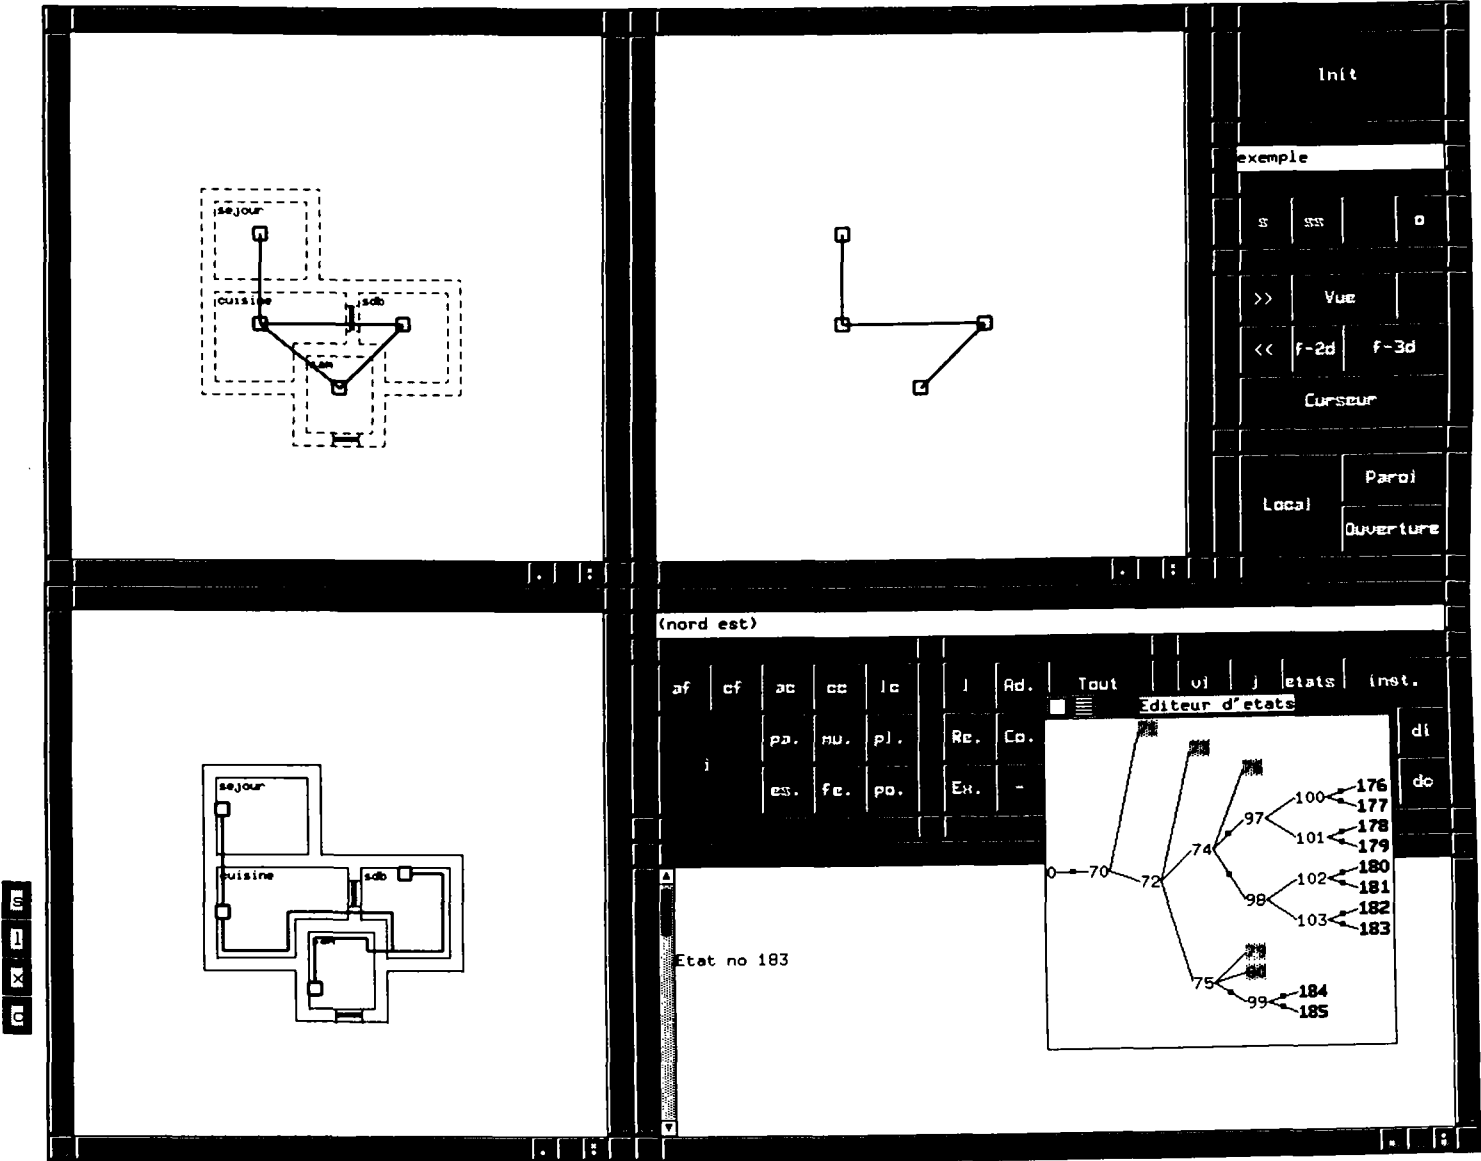 Init
exemple
s ss
>> Vue
<< f-2d f-3d
Curseur
Local Paroi
Ouverture
sejour
cuisine sdb
(nord est)
af cf ac cc lc l Ad. Tout vi j etats inst.
Editeur d'etats
pa. mu. pl. Re. Co. di
i
es. fe. po. Ex. - dc
176
100
177
97
178
101
179
74
0 70 72
180
102
181
98
182
103
183
75
184
99
185
Etat no 183
sejour
cuisine sdb
s
l
x
c